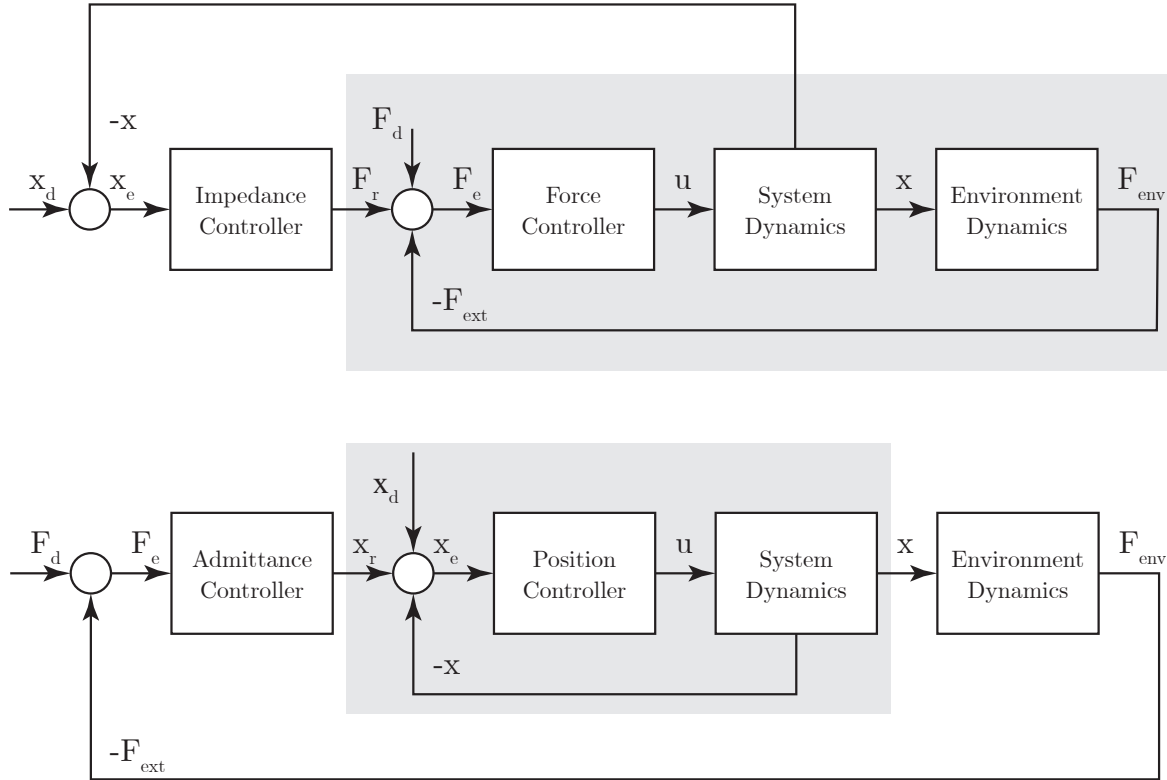 -x
F_d
x_d
x_e
Impedance
Controller
F_r
F_e
Force
Controller
u
System
Dynamics
x
Environment
Dynamics
F_env
-F_ext
F_d
F_e
Admittance
Controller
x_r
x_d
x_e
Position
Controller
u
System
Dynamics
x
Environment
Dynamics
F_env
-x
-F_ext